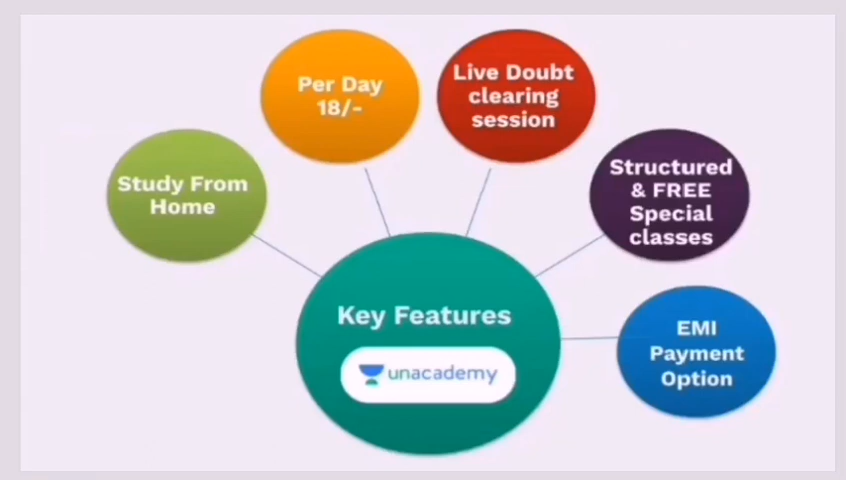 Per Day
18/-
Live Doubt
clearing
session
Study From
Home
Structured
& FREE
Special
classes
Key Features
unacademy
EMI
Payment
Option